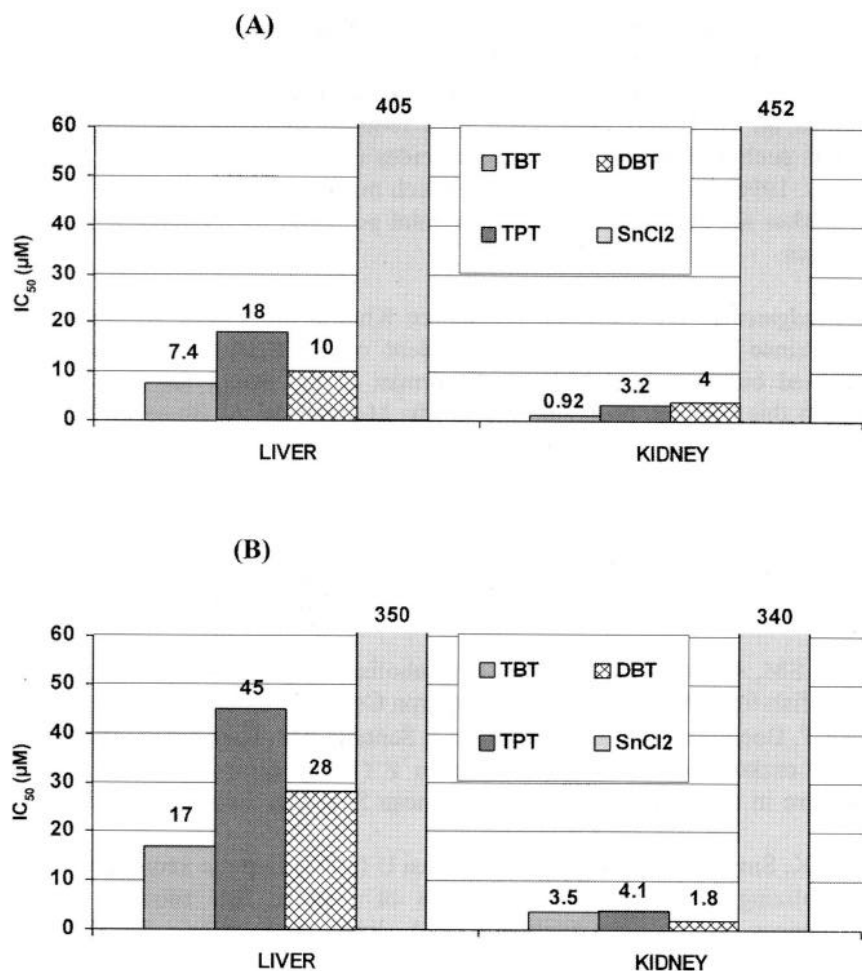 (A)
405 452
60
50
40
30
20
10
0
IC50 (µM)
TBT DBT
TPT SnCl2
7.4 18 10 0.92 3.2 4
LIVER KIDNEY
(B)
350 340
60
50
40
30
20
10
0
IC50 (µM)
TBT DBT
TPT SnCl2
17 45 28 3.5 4.1 1.8
LIVER KIDNEY